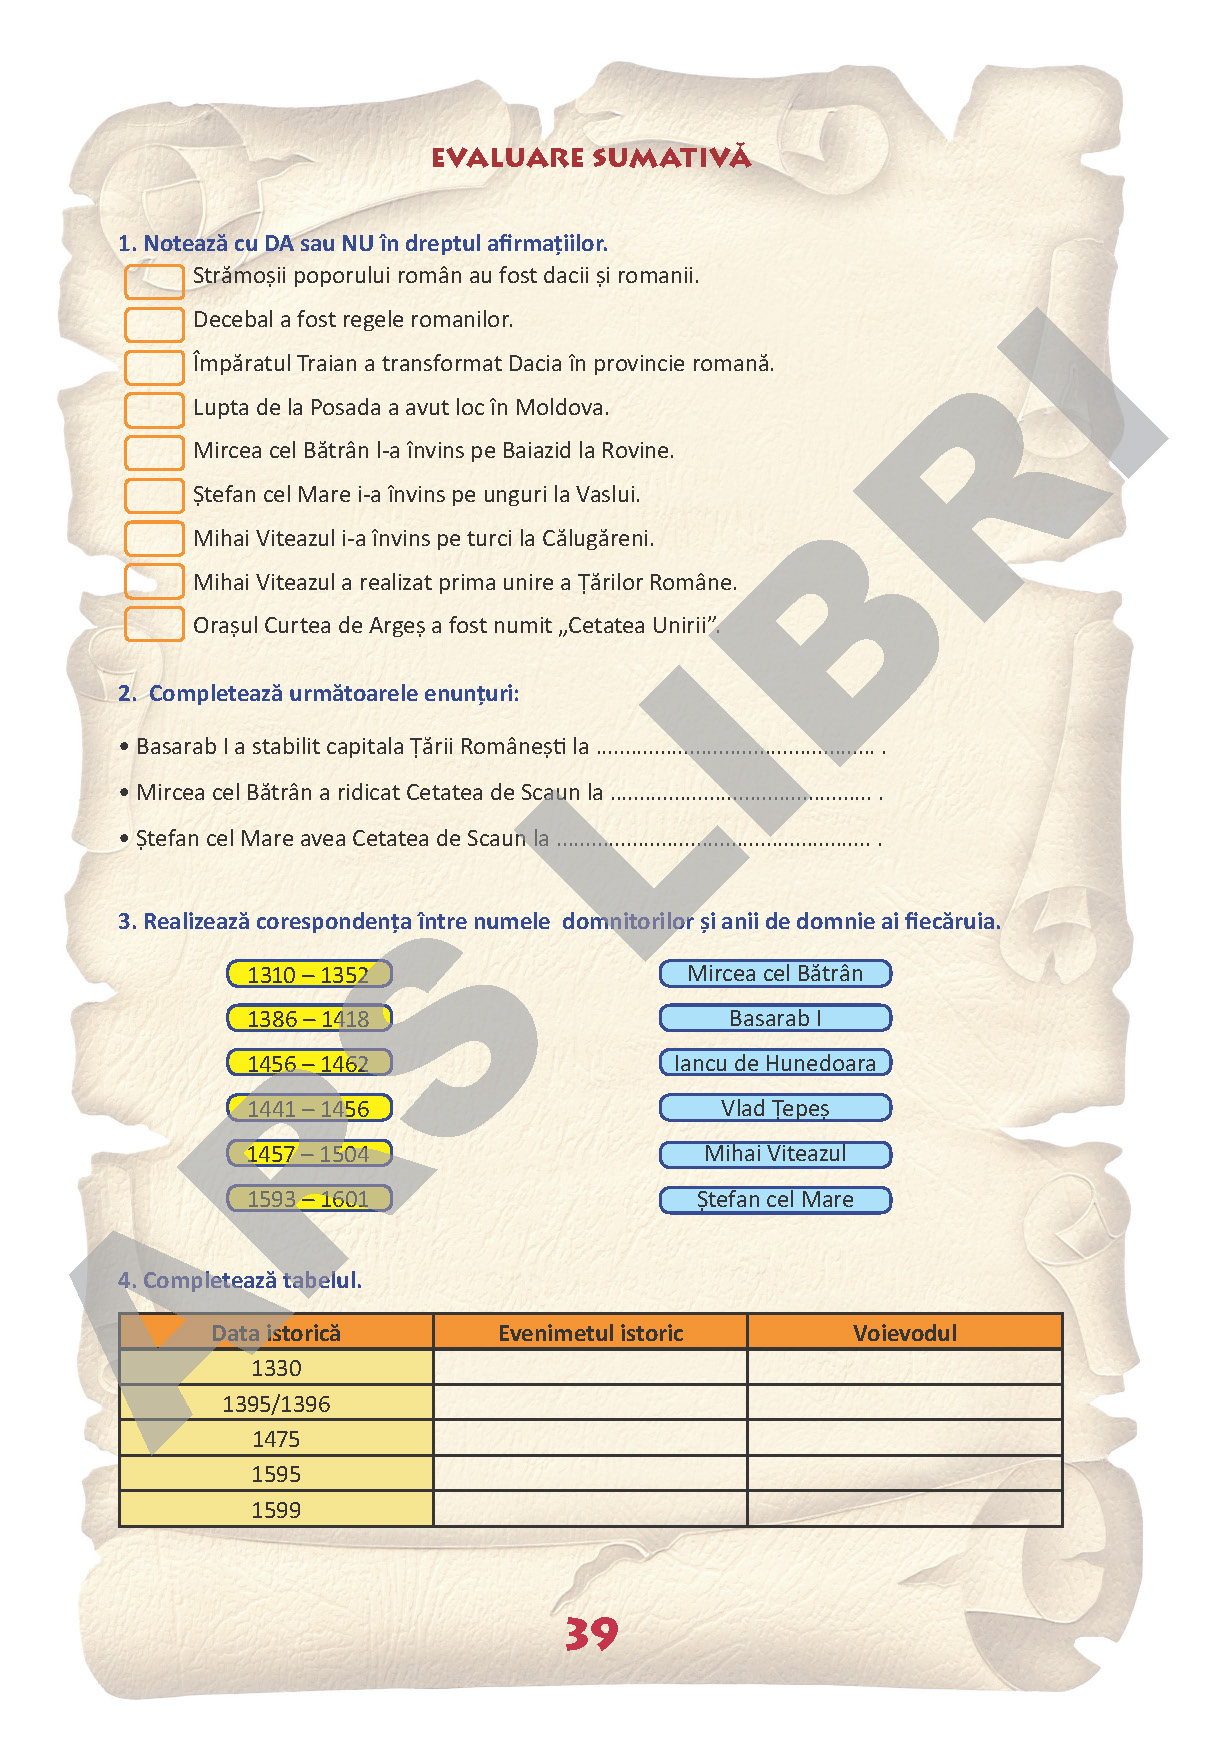 EVALUARE SUMATIVĂ
1. Notează cu DA sau NU în dreptul afirmațiilor.
Strămoșii poporului român au fost dacii și romanii.
Decebal a fost regele romanilor.
Împăratul Traian a transformat Dacia în provincie romană.
Lupta de la Posada a avut loc în Moldova.
Mircea cel Bătrân l-a învins pe Baiazid la Rovine.
Ștefan cel Mare i-a învins pe unguri la Vaslui.
Mihai Viteazul i-a învins pe turci la Călugăreni.
Mihai Viteazul a realizat prima unire a Țărilor Române.
Orașul Curtea de Argeș a fost numit „Cetatea Unirii”.
2. Completează următoarele enunțuri:
• Basarab I a stabilit capitala Țării Românești la ................................................ .
• Mircea cel Bătrân a ridicat Cetatea de Scaun la ............................................. .
• Ștefan cel Mare avea Cetatea de Scaun la ...................................................... .
3. Realizează corespondența între numele domnitorilor și anii de domnie ai fiecăruia.
1310 – 1352 Mircea cel Bătrân
1386 – 1418 Basarab I
1456 – 1462 Iancu de Hunedoara
1441 – 1456 Vlad Țepeș
1457 – 1504 Mihai Viteazul
1593 – 1601 Ștefan cel Mare
4. Completează tabelul.
Data istorică Evenimetul istoric Voievodul
1330
1395/1396
1475
1595
1599
39
ARS LIBRI